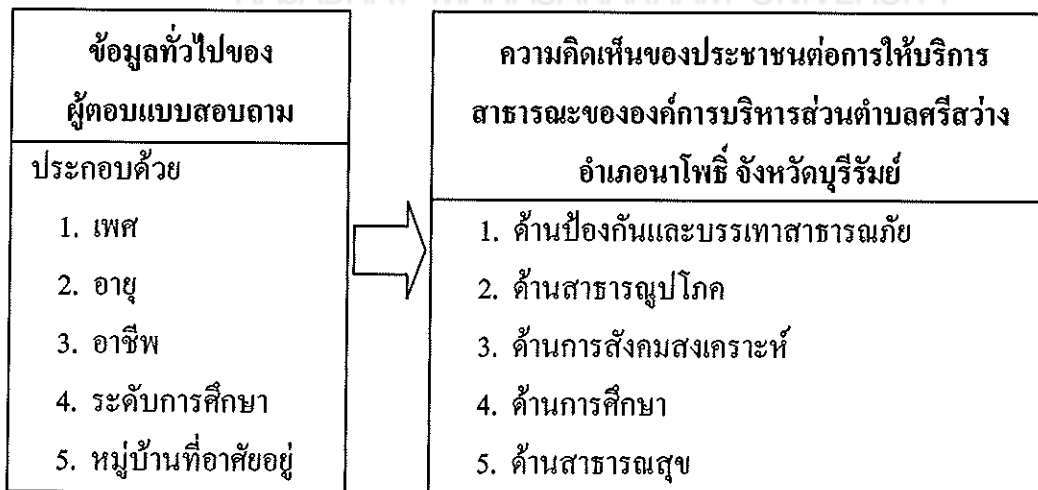 ข้อมูลทั่วไปของ
ผู้ตอบแบบสอบถาม
ประกอบด้วย
1. เพศ
2. อายุ
3. อาชีพ
4. ระดับการศึกษา
5. หมู่บ้านที่อาศัยอยู่
ความคิดเห็นของประชาชนต่อการให้บริการ
สาธารณะขององค์การบริหารส่วนตำบลศรีสว่าง
อำเภอนาโพธิ์ จังหวัดบุรีรัมย์
1. ด้านป้องกันและบรรเทาสาธารณภัย
2. ด้านสาธารณูปโภค
3. ด้านการสังคมสงเคราะห์
4. ด้านการศึกษา
5. ด้านสาธารณสุข